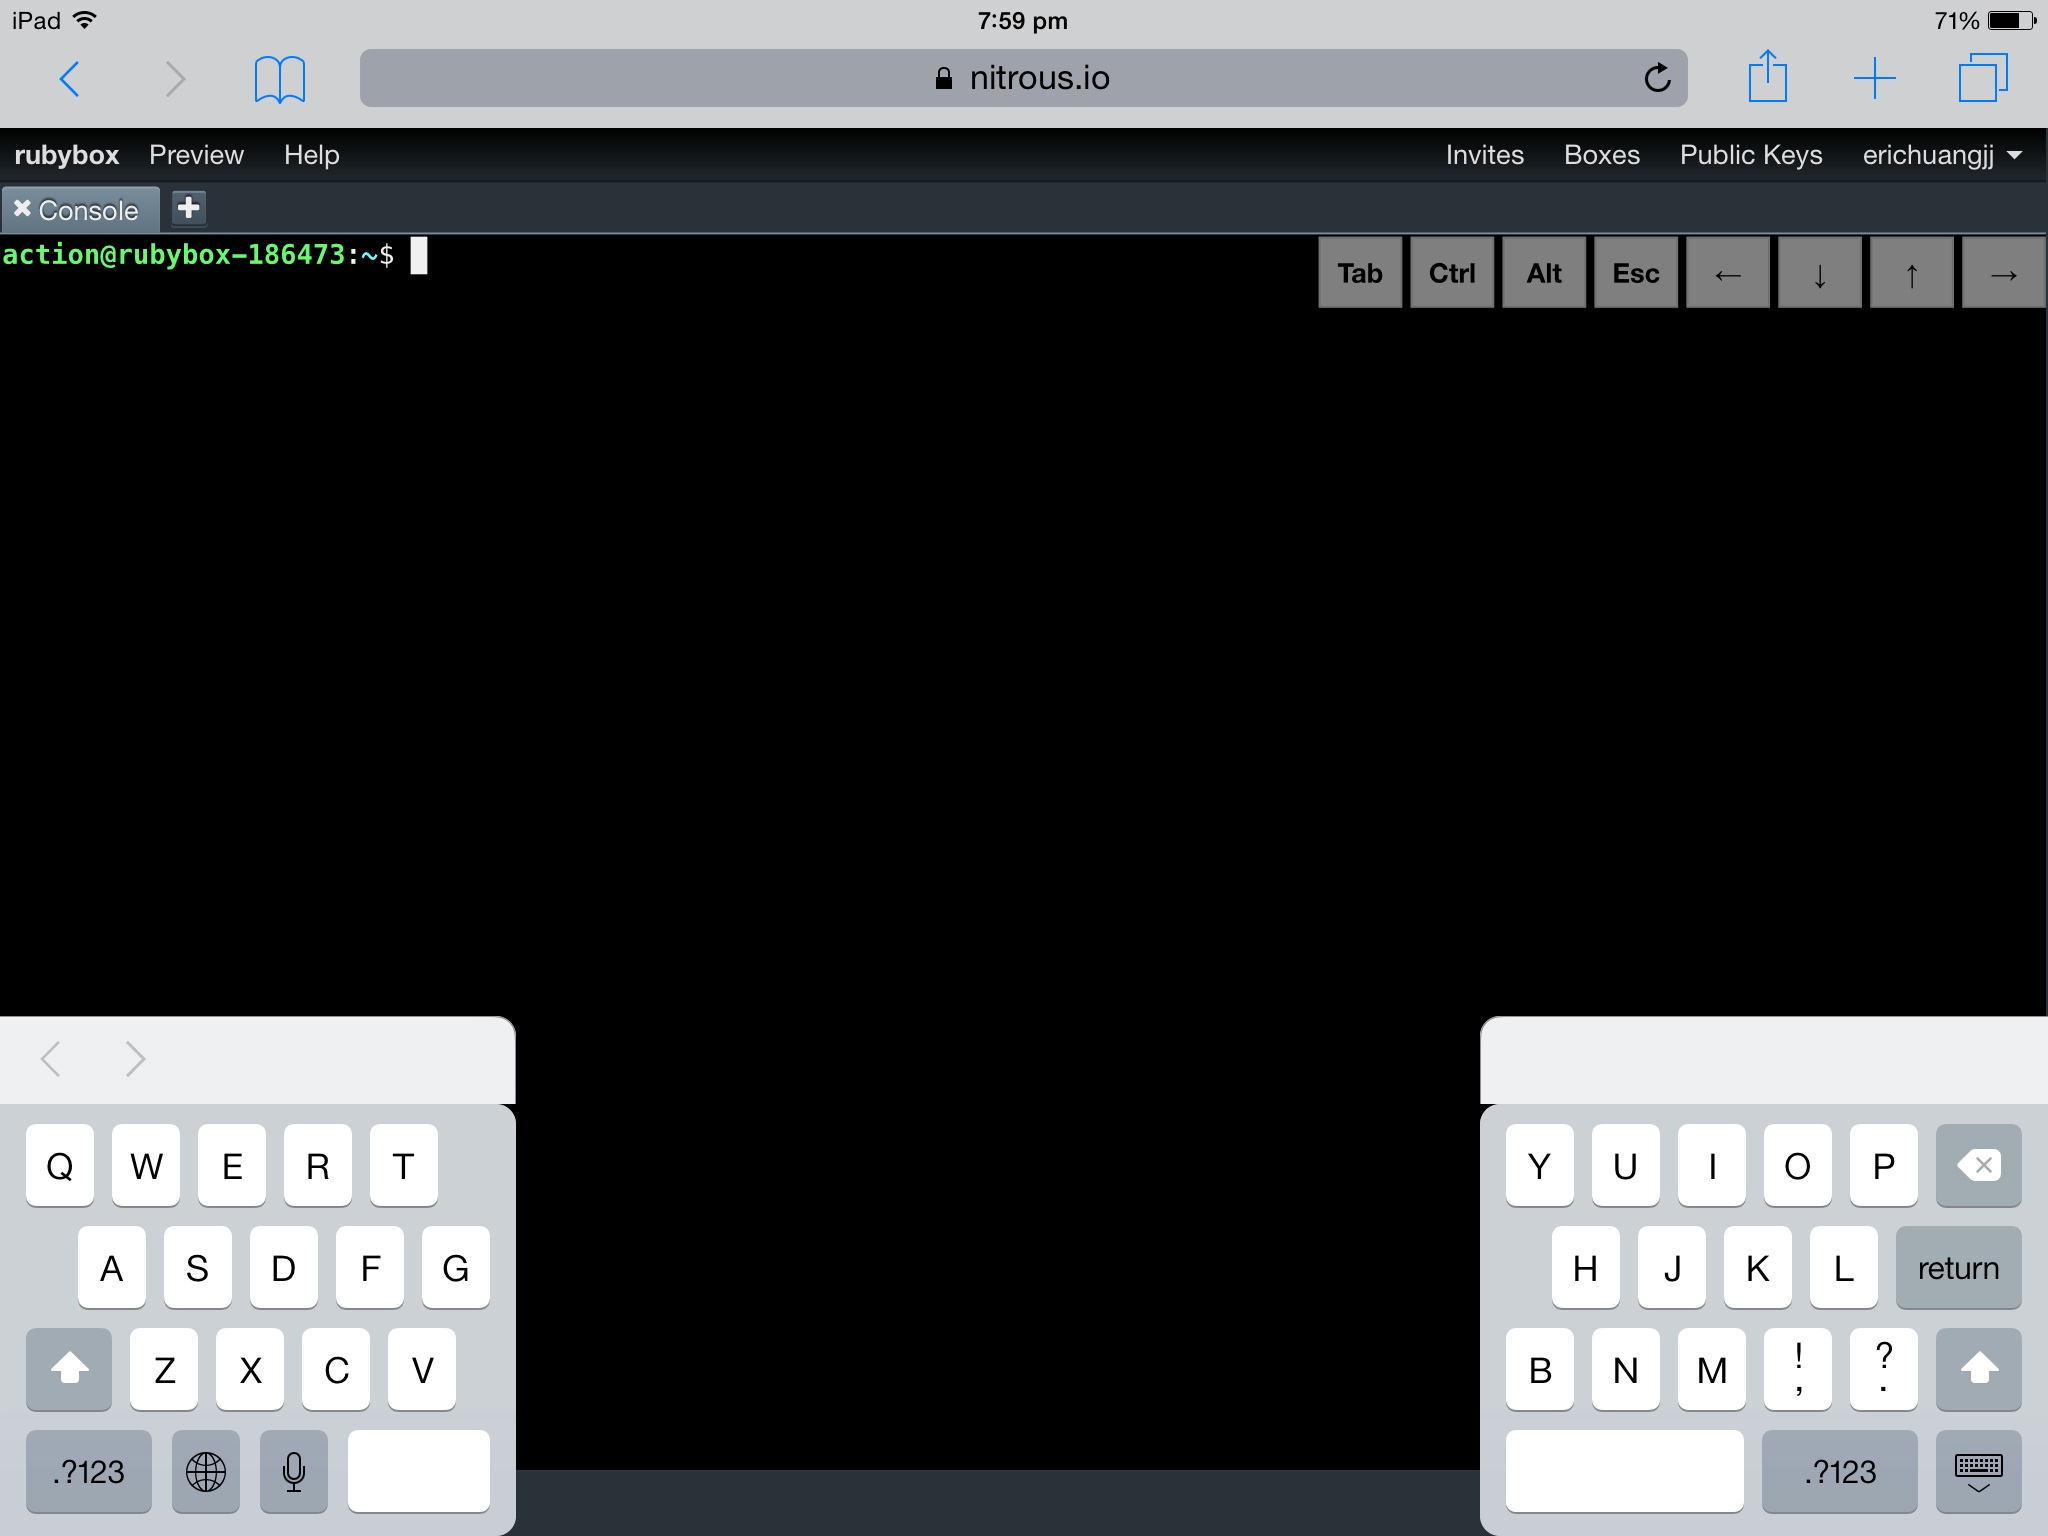 iPad 7:59 pm 71%
nitrous.io
rubybox Preview Help Invites Boxes Public Keys erichuangjj
Console
action@rubybox-186473:~$
Tab Ctrl Alt Esc ← ↓ ↑ →
Q W E R T Y U I O P
A S D F G H J K L return
Z X C V B N M ! , ? .
.?123 .?123